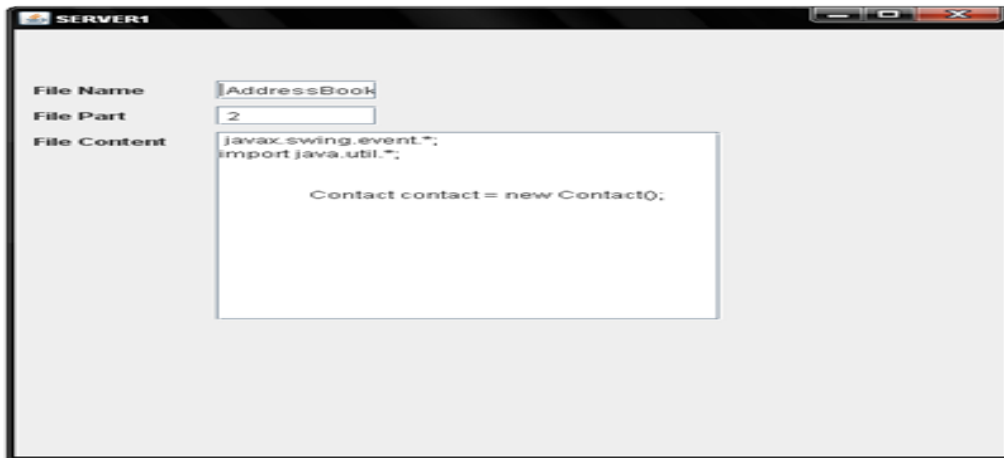 SERVER1
File Name AddressBook
File Part 2
File Content
javax.swing.event.*;
import java.util.*;
Contact contact = new Contact();